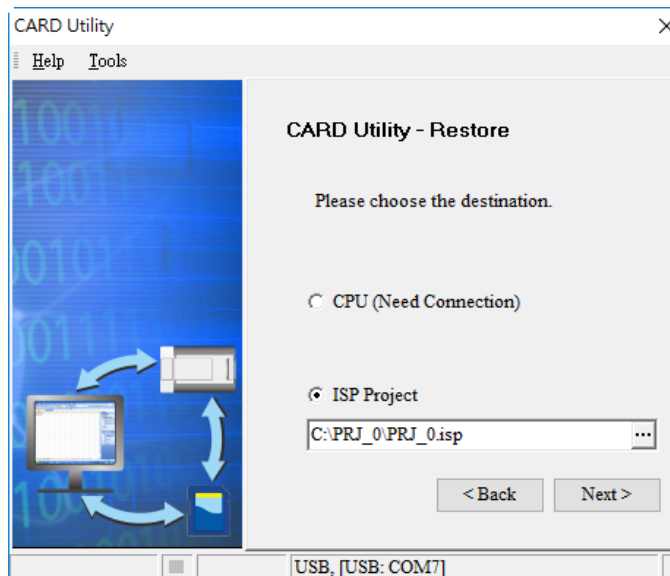 CARD Utility
Help Tools
CARD Utility - Restore
Please choose the destination.
CPU (Need Connection)
ISP Project
C:\PRJ_0\PRJ_0.isp ...
< Back Next >
USB, [USB: COM7]